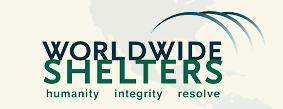 WORLDWIDE
SHELTERS
humanity integrity resolve